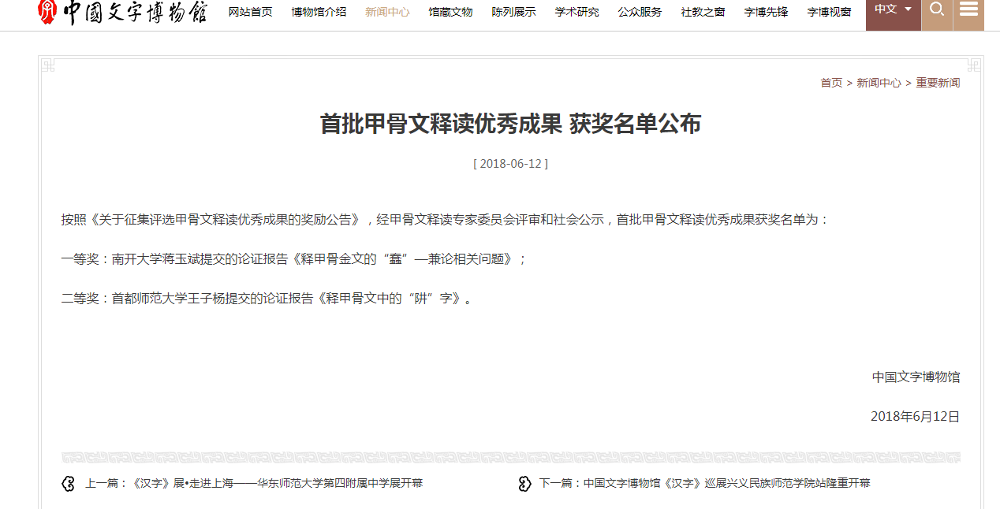 中國文字博物館 网站首页 博物馆介绍 新闻中心 馆藏文物 陈列展示 学术研究 公众服务 社教之窗 字博先锋 字博视窗 中文
首页 > 新闻中心 > 重要新闻
首批甲骨文释读优秀成果 获奖名单公布
[ 2018-06-12 ]
按照《关于征集评选甲骨文释读优秀成果的奖励公告》，经甲骨文释读专家委员会评审和社会公示，首批甲骨文释读优秀成果获奖名单为：
一等奖：南开大学蒋玉斌提交的论证报告《释甲骨金文的“蠢”—兼论相关问题》；
二等奖：首都师范大学王子杨提交的论证报告《释甲骨文中的“阱”字》。
中国文字博物馆
2018年6月12日
上一篇：《汉字》展•走进上海——华东师范大学第四附属中学展开幕 下一篇：中国文字博物馆《汉字》巡展兴义民族师范学院站隆重开幕